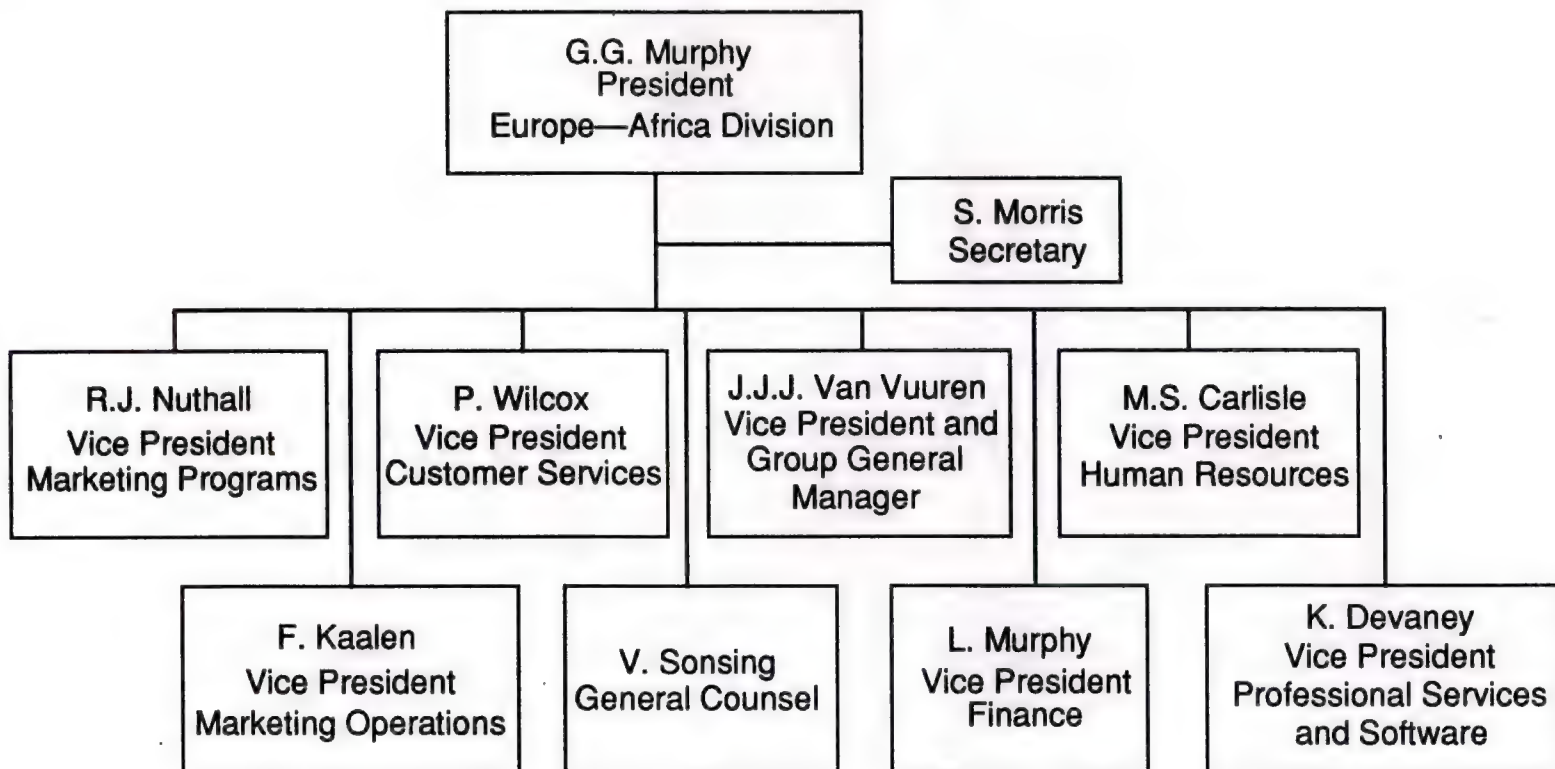 G.G. Murphy
President
Europe—Africa Division
S. Morris
Secretary
R.J. Nuthall
Vice President
Marketing Programs
P. Wilcox
Vice President
Customer Services
J.J.J. Van Vuuren
Vice President and
Group General
Manager
M.S. Carlisle
Vice President
Human Resources
F. Kaalen
Vice President
Marketing Operations
V. Sonsing
General Counsel
L. Murphy
Vice President
Finance
K. Devaney
Vice President
Professional Services
and Software